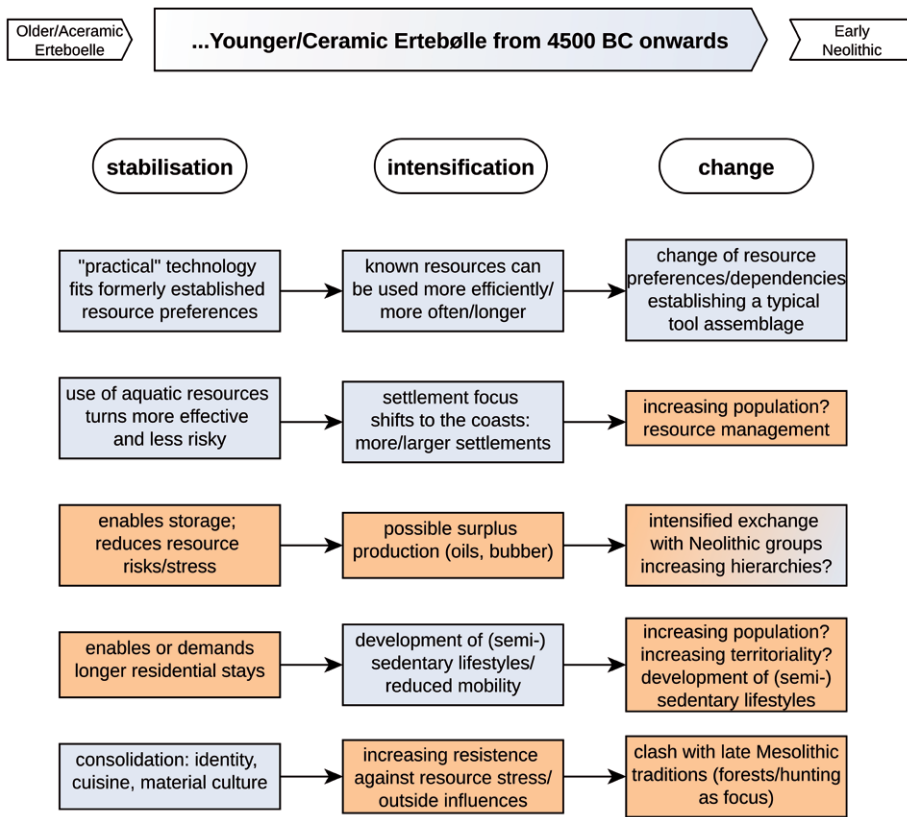 Older/Aceramic
Erteboelle
...Younger/Ceramic Ertebølle from 4500 BC onwards
Early
Neolithic
stabilisation
intensification
change
"practical" technology
fits formerly established
resource preferences
known resources can
be used more efficiently/
more often/longer
change of resource
preferences/dependencies
establishing a typical
tool assemblage
use of aquatic resources
turns more effective
and less risky
settlement focus
shifts to the coasts:
more/larger settlements
increasing population?
resource management
enables storage;
reduces resource
risks/stress
possible surplus
production (oils, bubber)
intensified exchange
with Neolithic groups
increasing hierarchies?
enables or demands
longer residential stays
development of (semi-)
sedentary lifestyles/
reduced mobility
increasing population?
increasing territoriality?
development of (semi-)
sedentary lifestyles
consolidation: identity,
cuisine, material culture
increasing resistence
against resource stress/
outside influences
clash with late Mesolithic
traditions (forests/hunting
as focus)